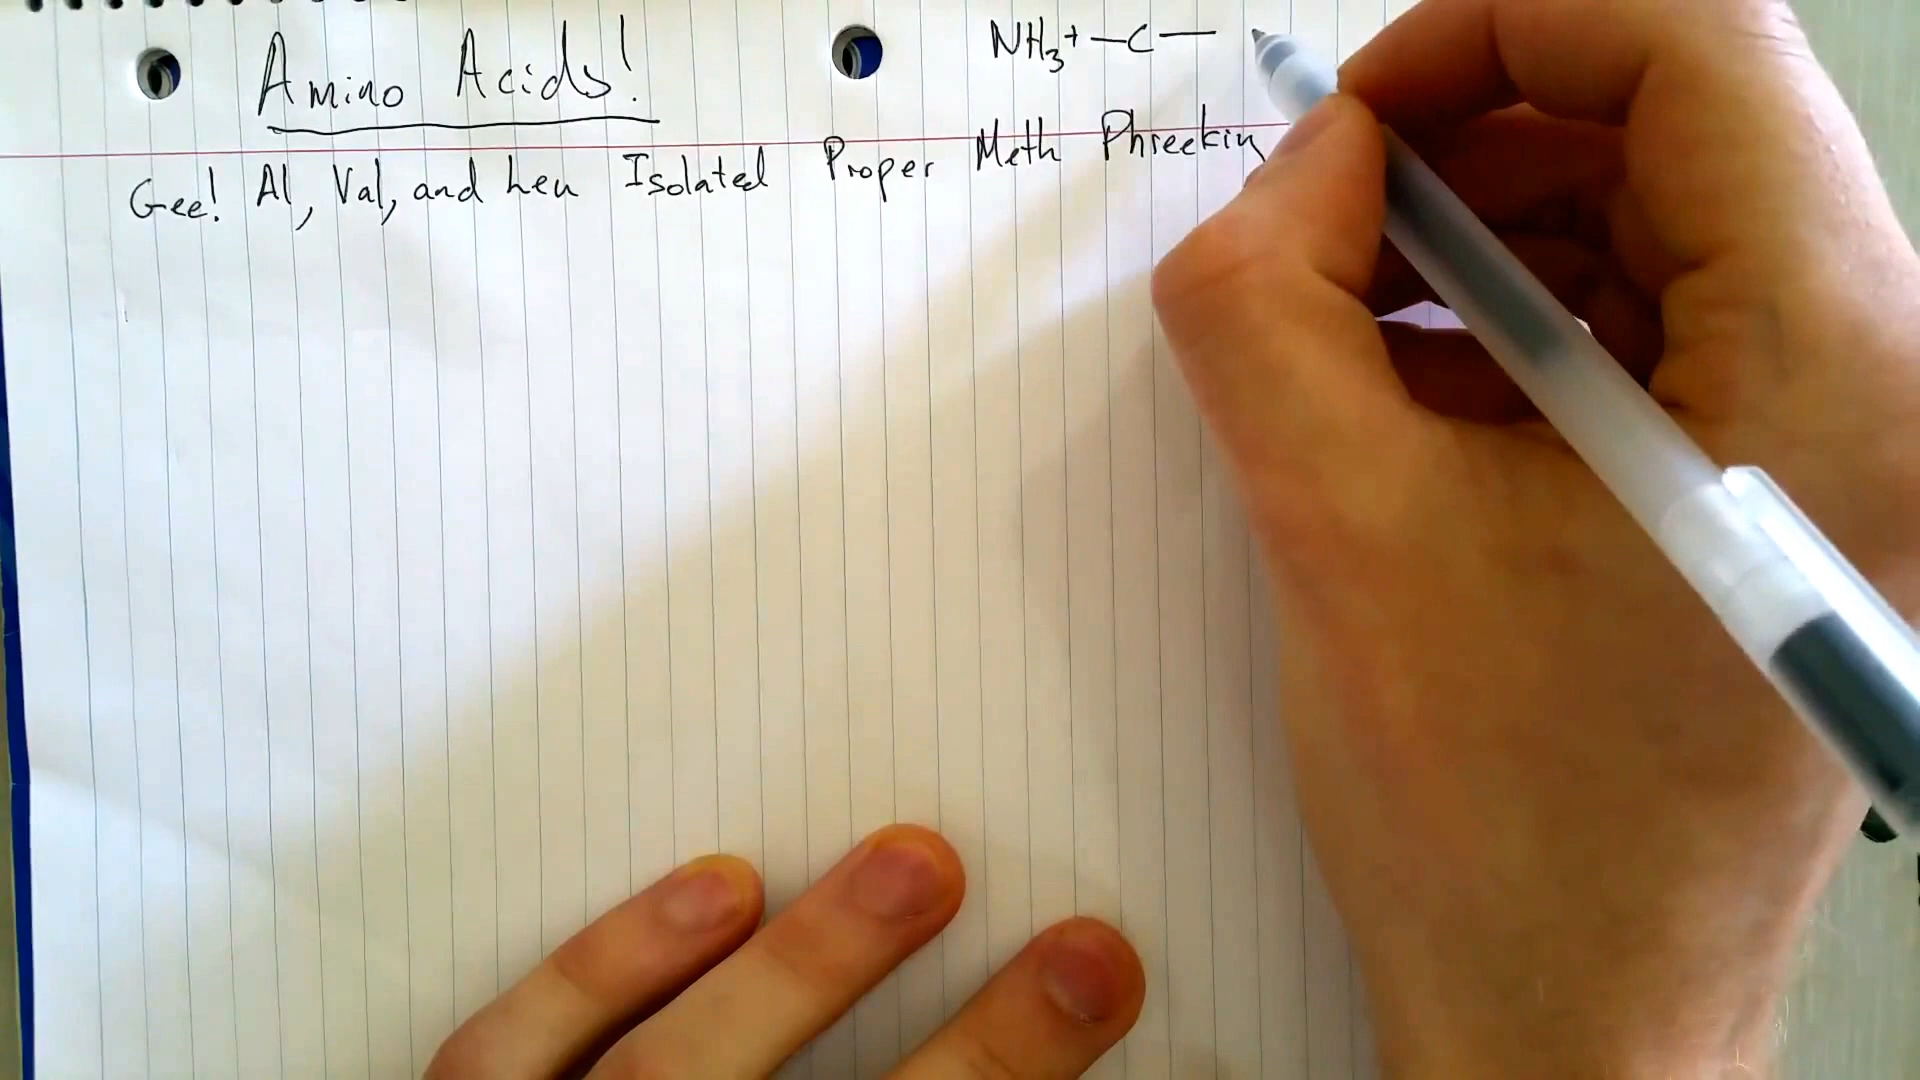 Amino Acids!
NH3+ —C—
Gee! Al, Val, and Leu Isolated Proper Meth Phreekin